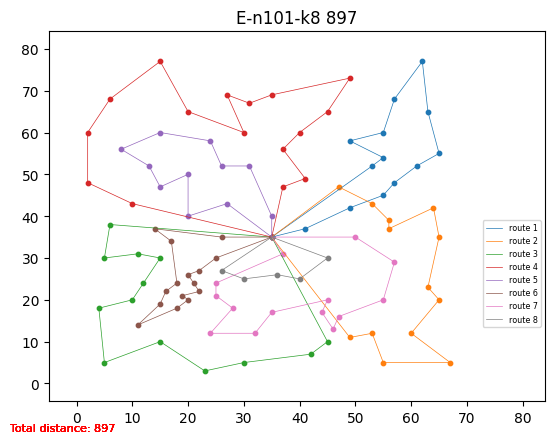 E-n101-k8 897
80
70
60
50
40
30
20
10
0
route 1
route 2
route 3
route 4
route 5
route 6
route 7
route 8
0 10 20 30 40 50 60 70 80
Total distance: 897